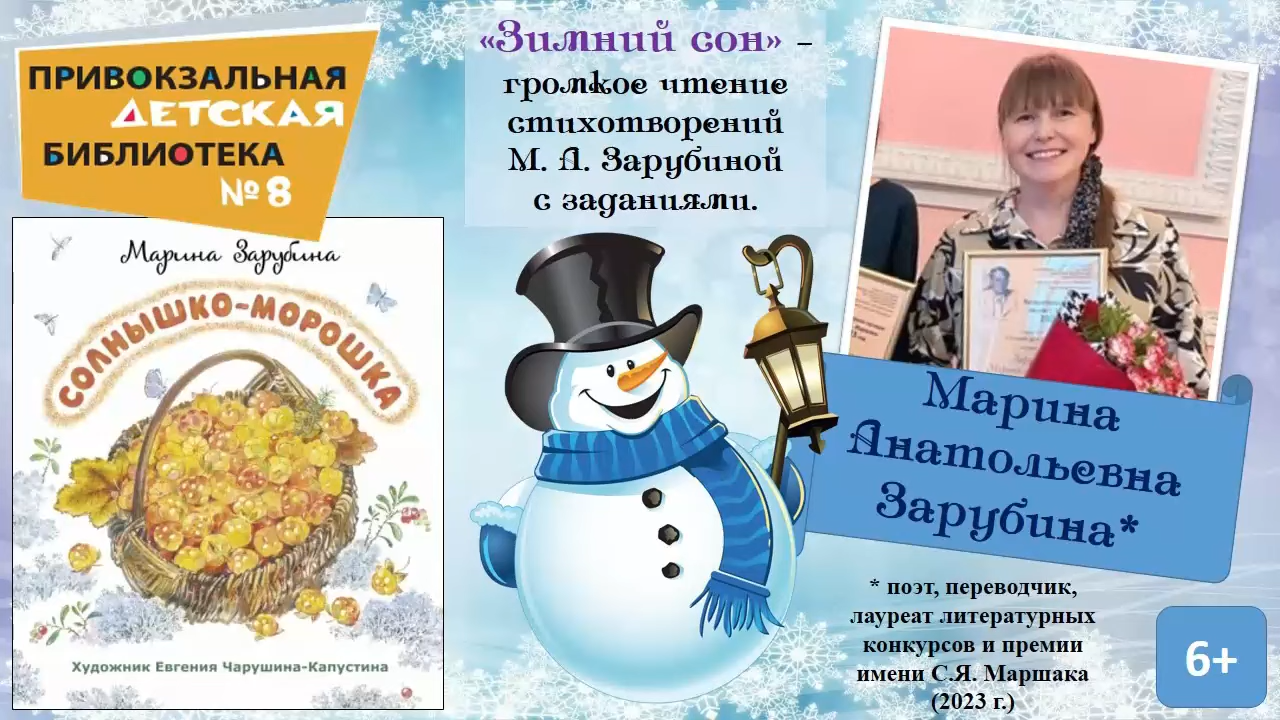 ПРИВОКЗАЛЬНАЯ
ДЕТСКАЯ
БИБЛИОТЕКА
№ 8
«Зимний сон» –
громкое чтение
стихотворений
М. А. Зарубиной
с заданиями.
Марина Зарубина
СОЛНЫШКО-МОРОШКА
Художник Евгения Чарушина-Капустина
Марина
Анатольевна
Зарубина*
* поэт, переводчик,
лауреат литературных
конкурсов и премии
имени С.Я. Маршака
(2023 г.)
6+